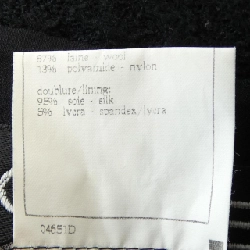 87% laine - wool
13% polyamide - nylon
doublure/lining:
95% soie - silk
5% lycra - spandex/lycra
04651D